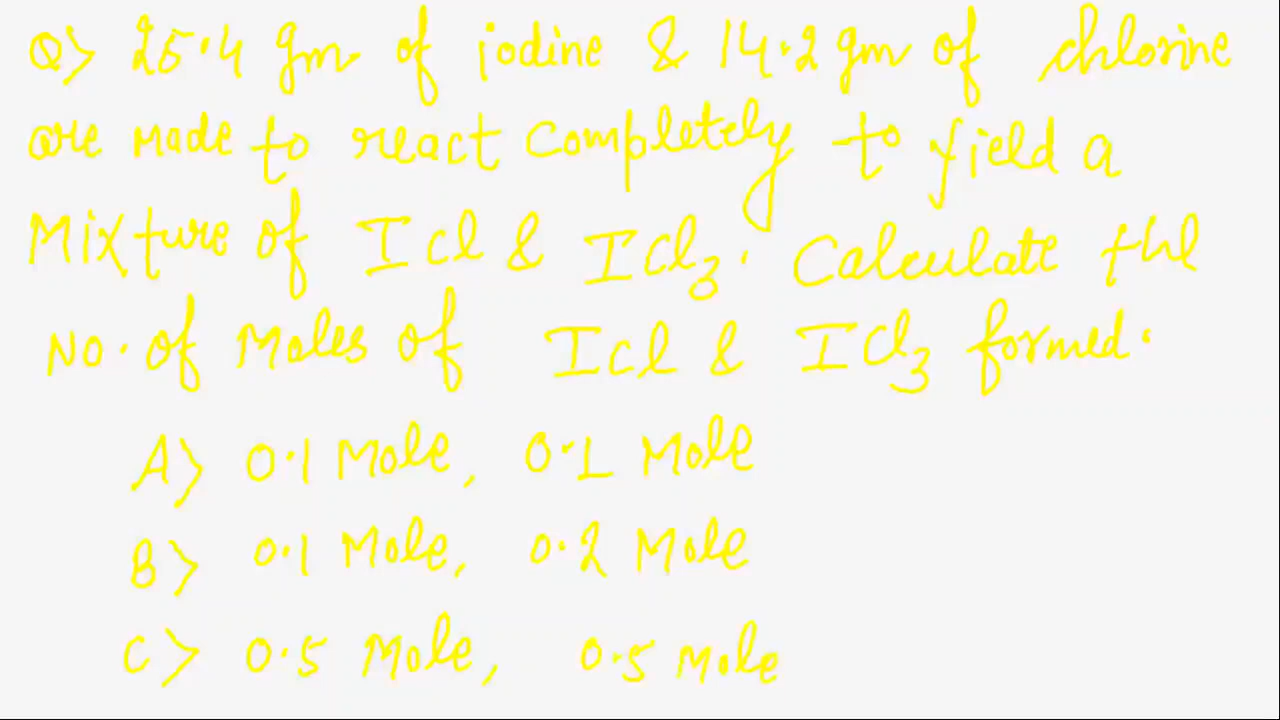 Q> 25.4 gm of iodine & 14.2 gm of chlorine
are made to react completely to yield a
Mixture of ICl & ICl3. Calculate the
No. of Moles of ICl & ICl3 formed.
A> 0.1 Mole, 0.1 Mole
B> 0.1 Mole, 0.2 Mole
C> 0.5 Mole, 0.5 Mole